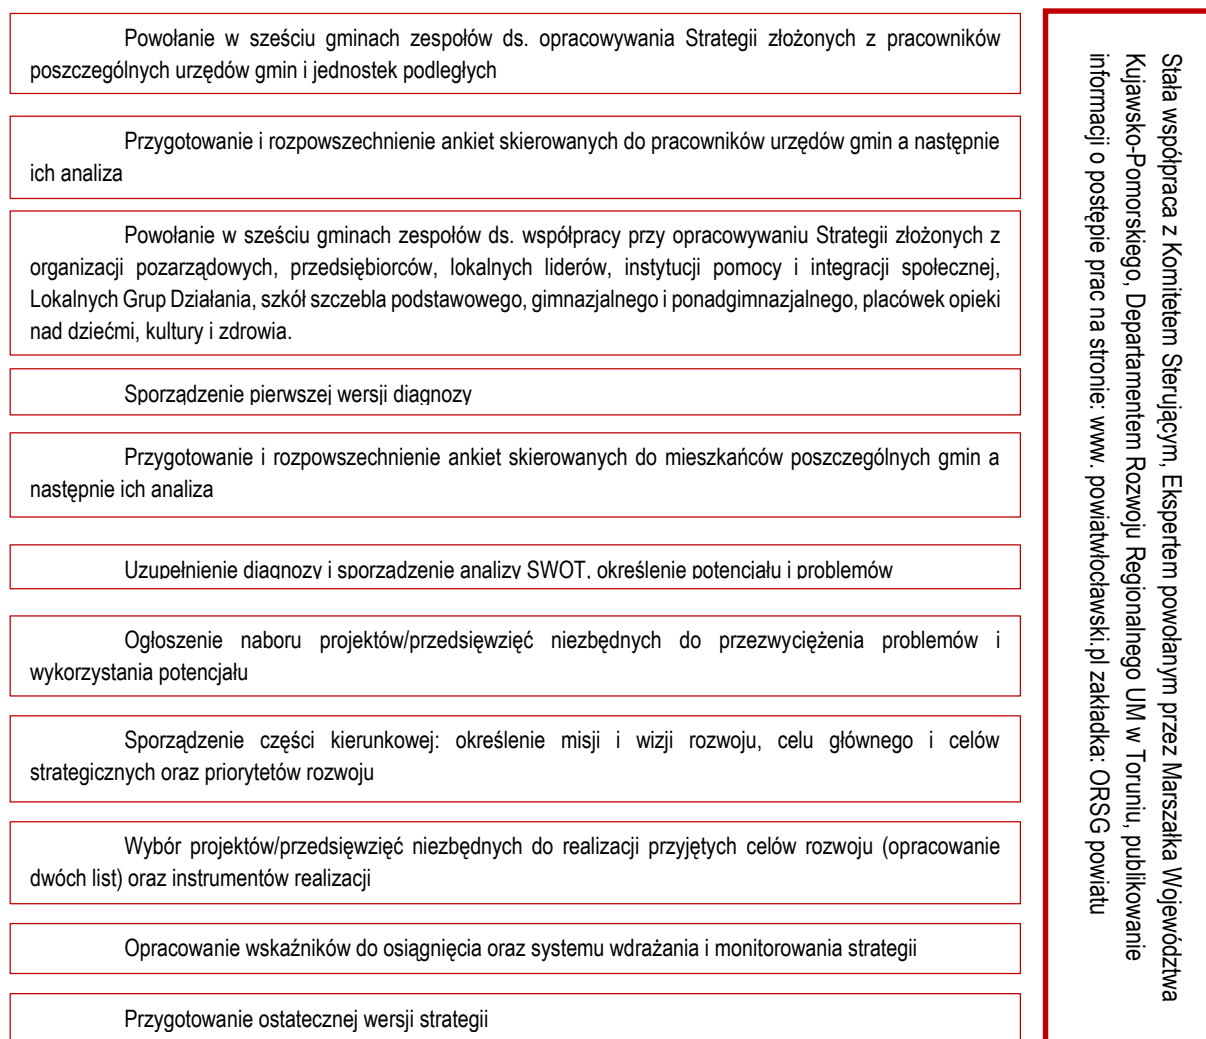 Powołanie w sześciu gminach zespołów ds. opracowywania Strategii złożonych z pracowników
poszczególnych urzędów gmin i jednostek podległych
Przygotowanie i rozpowszechnienie ankiet skierowanych do pracowników urzędów gmin a następnie
ich analiza
Powołanie w sześciu gminach zespołów ds. współpracy przy opracowywaniu Strategii złożonych z
organizacji pozarządowych, przedsiębiorców, lokalnych liderów, instytucji pomocy i integracji społecznej,
Lokalnych Grup Działania, szkół szczebla podstawowego, gimnazjalnego i ponadgimnazjalnego, placówek opieki
nad dziećmi, kultury i zdrowia.
Sporządzenie pierwszej wersji diagnozy
Przygotowanie i rozpowszechnienie ankiet skierowanych do mieszkańców poszczególnych gmin a
następnie ich analiza
Uzupełnienie diagnozy i sporządzenie analizy SWOT, określenie potencjału i problemów
Ogłoszenie naboru projektów/przedsięwzięć niezbędnych do przezwyciężenia problemów i
wykorzystania potencjału
Sporządzenie części kierunkowej: określenie misji i wizji rozwoju, celu głównego i celów
strategicznych oraz priorytetów rozwoju
Wybór projektów/przedsięwzięć niezbędnych do realizacji przyjętych celów rozwoju (opracowanie
dwóch list) oraz instrumentów realizacji
Opracowanie wskaźników do osiągnięcia oraz systemu wdrażania i monitorowania strategii
Przygotowanie ostatecznej wersji strategii
Stała współpraca z Komitetem Sterującym, Ekspertem powołanym przez Marszałka Województwa
Kujawsko-Pomorskiego, Departamentem Rozwoju Regionalnego UM w Toruniu, publikowanie
informacji o postępie prac na stronie: www. powiatwłocławski.pl zakładka: ORSG powiatu